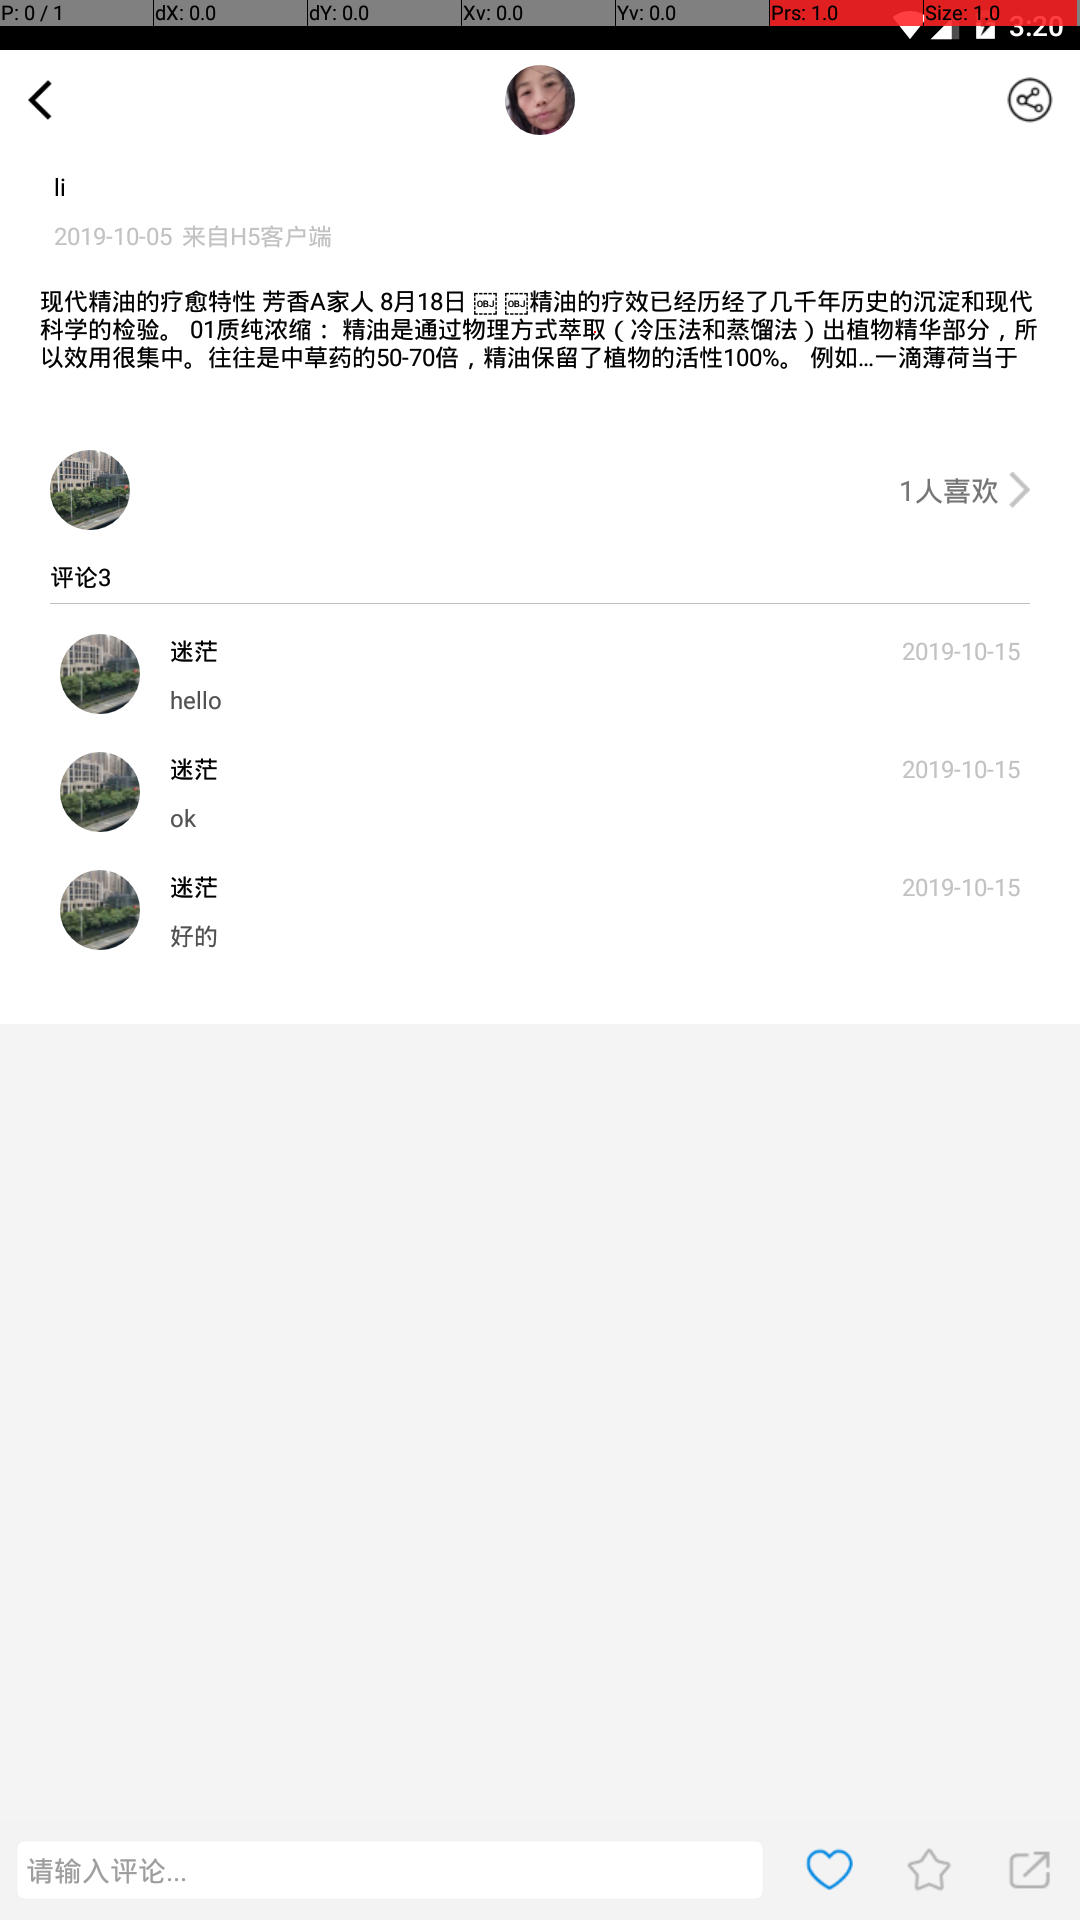 P: 0 / 1 dX: 0.0 dY: 0.0 Xv: 0.0 Yv: 0.0 Prs: 1.0 Size: 1.0
3:20
li
2019-10-05 来自H5客户端
现代精油的疗愈特性 芳香A家人 8月18日 ￼ ￼精油的疗效已经历经了几千年历史的沉淀和现代
科学的检验。 01质纯浓缩： 精油是通过物理方式萃取（冷压法和蒸馏法）出植物精华部分，所
以效用很集中。往往是中草药的50-70倍，精油保留了植物的活性100%。 例如...一滴薄荷当于
1人喜欢
评论3
迷茫 2019-10-15
hello
迷茫 2019-10-15
ok
迷茫 2019-10-15
好的
请输入评论...